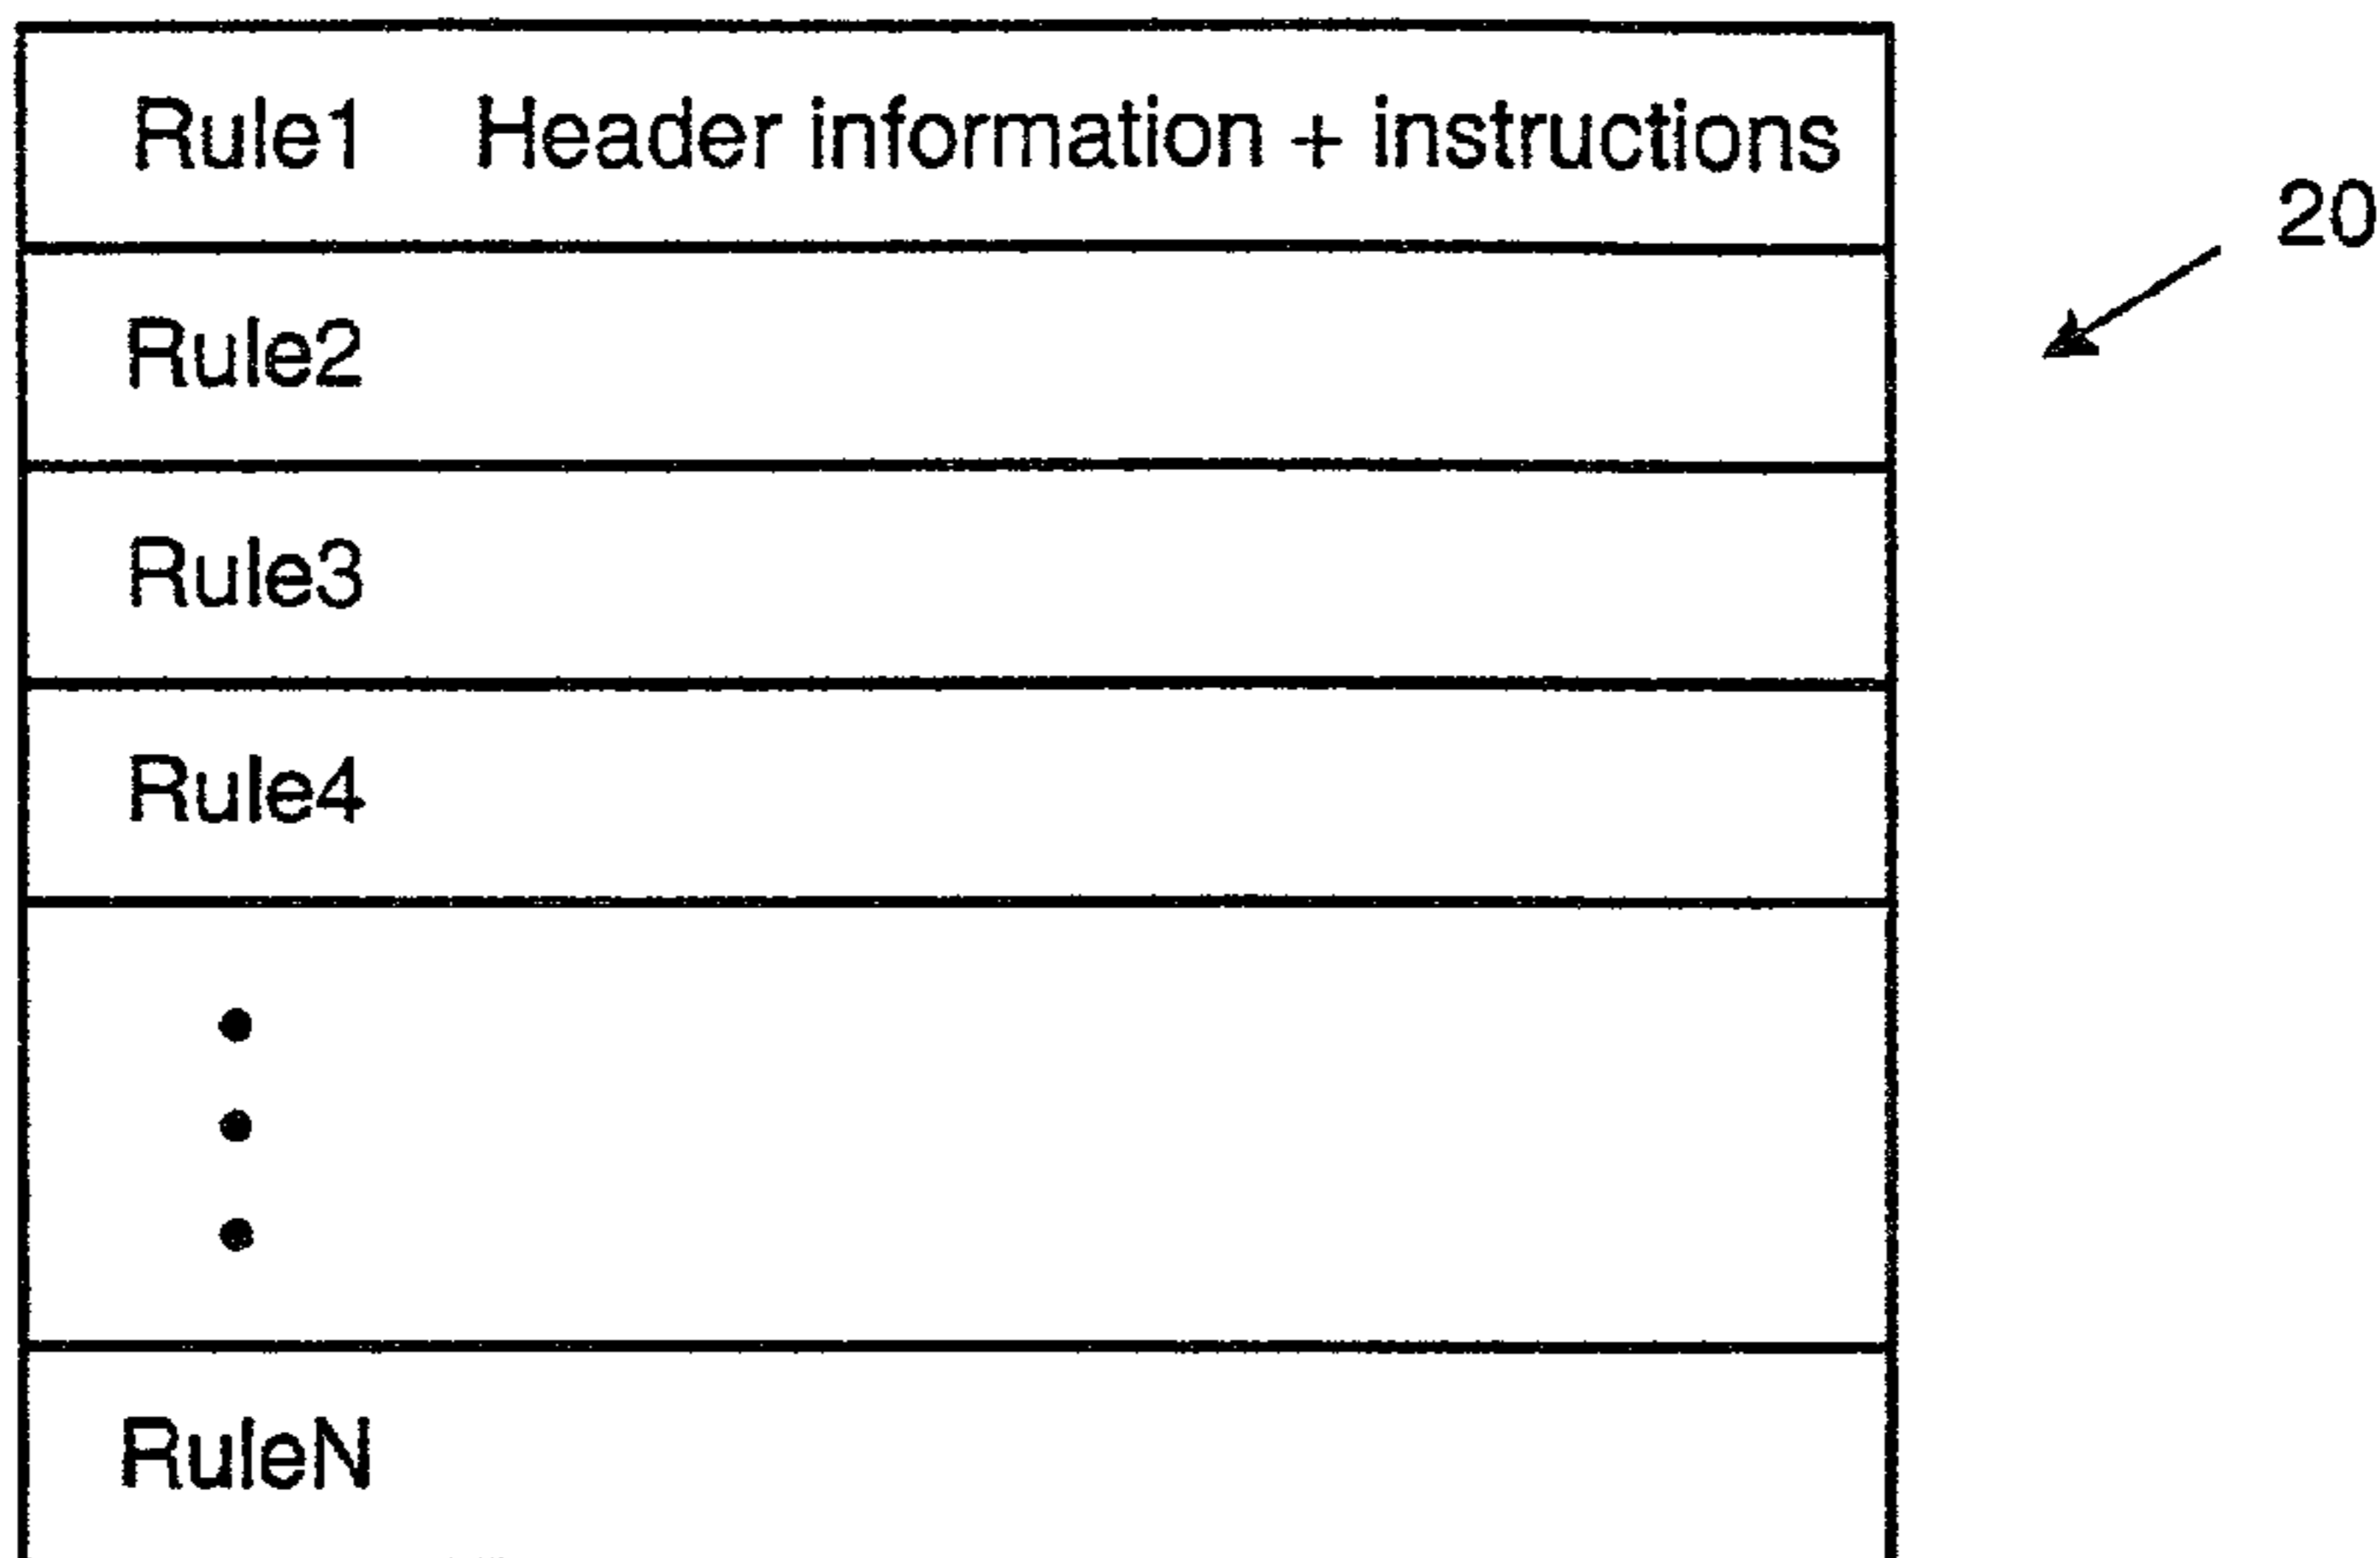 Rule1 Header information + instructions
20
Rule2
Rule3
Rule4
RuleN